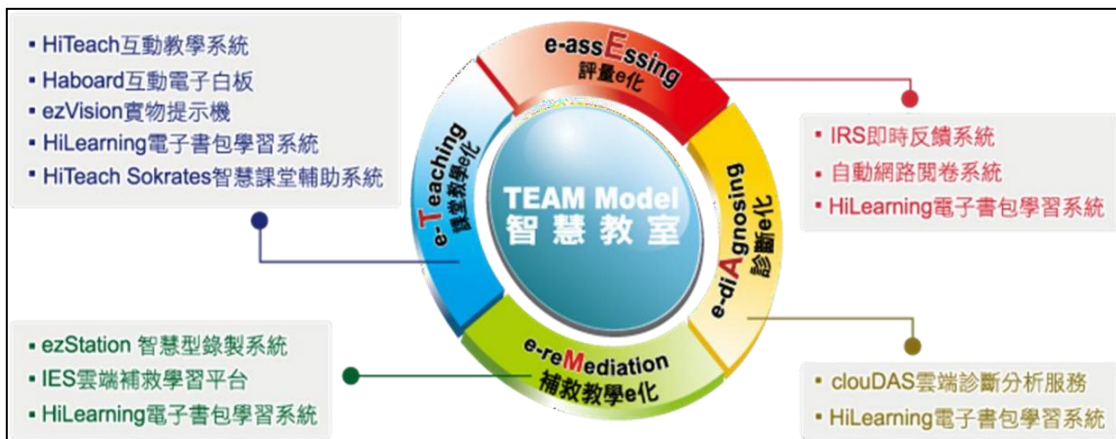 ▪ HiTeach互動教學系統
▪ Haboard互動電子白板
▪ ezVision實物提示機
▪ HiLearning電子書包學習系統
▪ HiTeach Sokrates智慧課堂輔助系統
e-assEssing
評量e化
e-Teaching
課堂教學e化
TEAM Model
智慧教室
e-diAgnosing
診斷e化
e-reMediation
補救教學e化
▪ IRS即時反饋系統
▪ 自動網路閱卷系統
▪ HiLearning電子書包學習系統
▪ ezStation 智慧型錄製系統
▪ IES雲端補救學習平台
▪ HiLearning電子書包學習系統
▪ clouDAS雲端診斷分析服務
▪ HiLearning電子書包學習系統